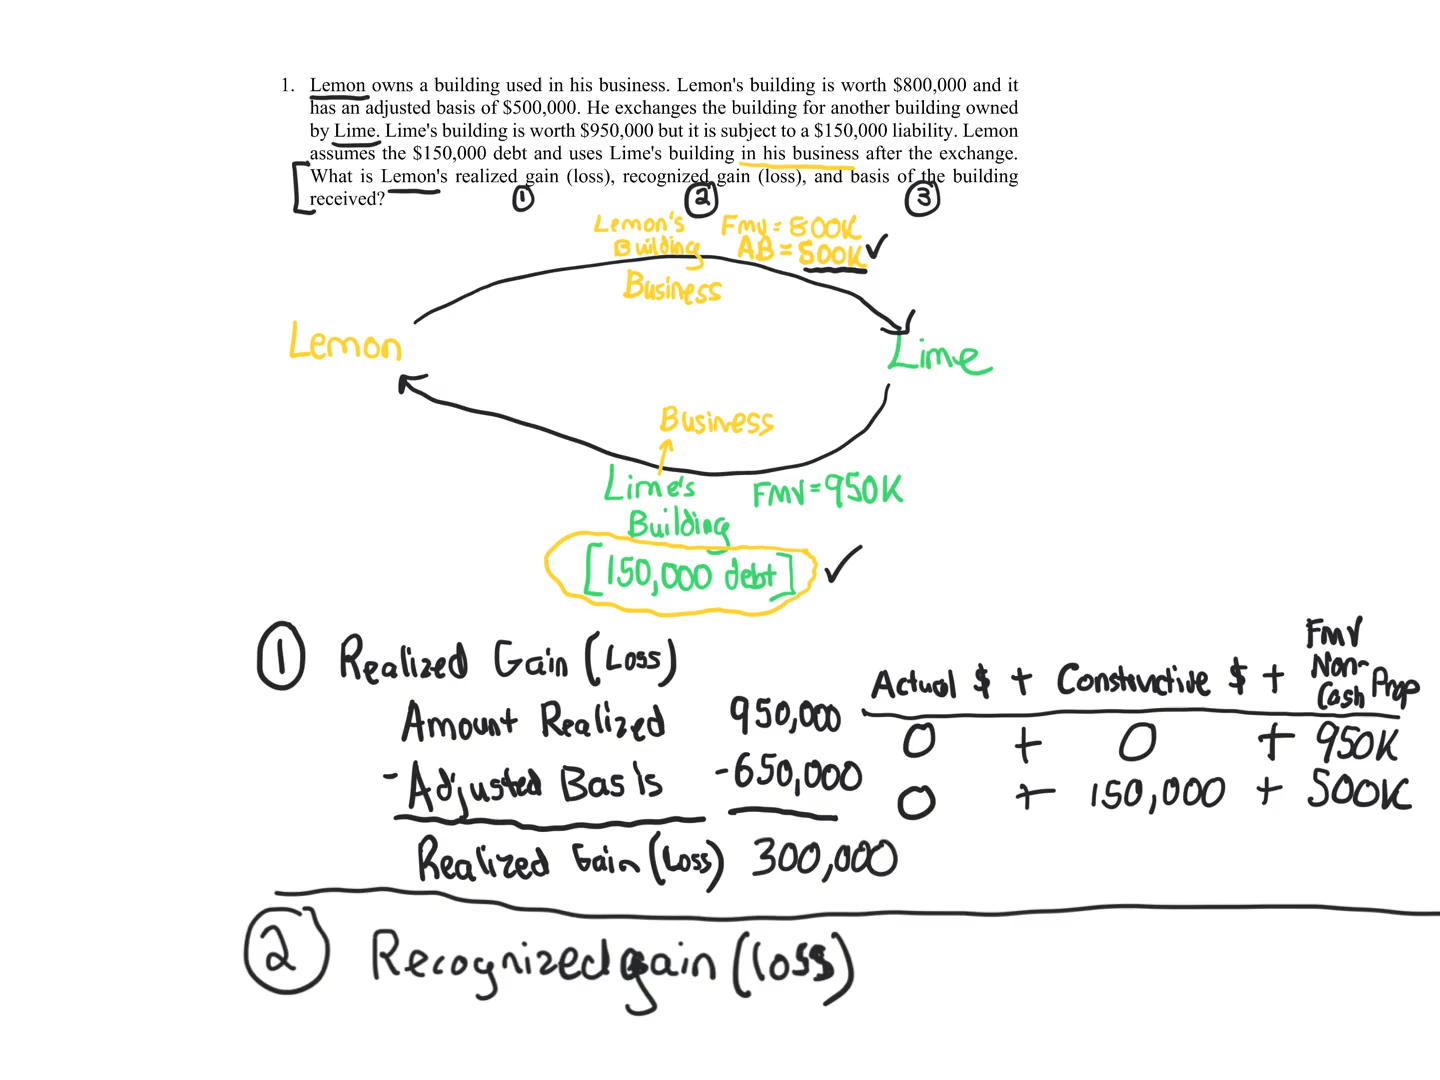 1. Lemon owns a building used in his business. Lemon's building is worth $800,000 and it
has an adjusted basis of $500,000. He exchanges the building for another building owned
by Lime. Lime's building is worth $950,000 but it is subject to a $150,000 liability. Lemon
assumes the $150,000 debt and uses Lime's building in his business after the exchange.
What is Lemon's realized gain (loss), recognized gain (loss), and basis of the building
received?
1 2 3
Lemon's FMV = 800K
Building AB = 500K
Business
Lemon
Lime
Business
Lime's FMV = 950K
Building
[150,000 debt]
1 Realized Gain (Loss)
Actual $ + Constructive $ + FMV Non-Cash Prop
Amount Realized 950,000 0 + 0 + 950K
- Adjusted Basis -650,000 0 + 150,000 + 500K
Realized Gain (Loss) 300,000
2 Recognized gain (loss)